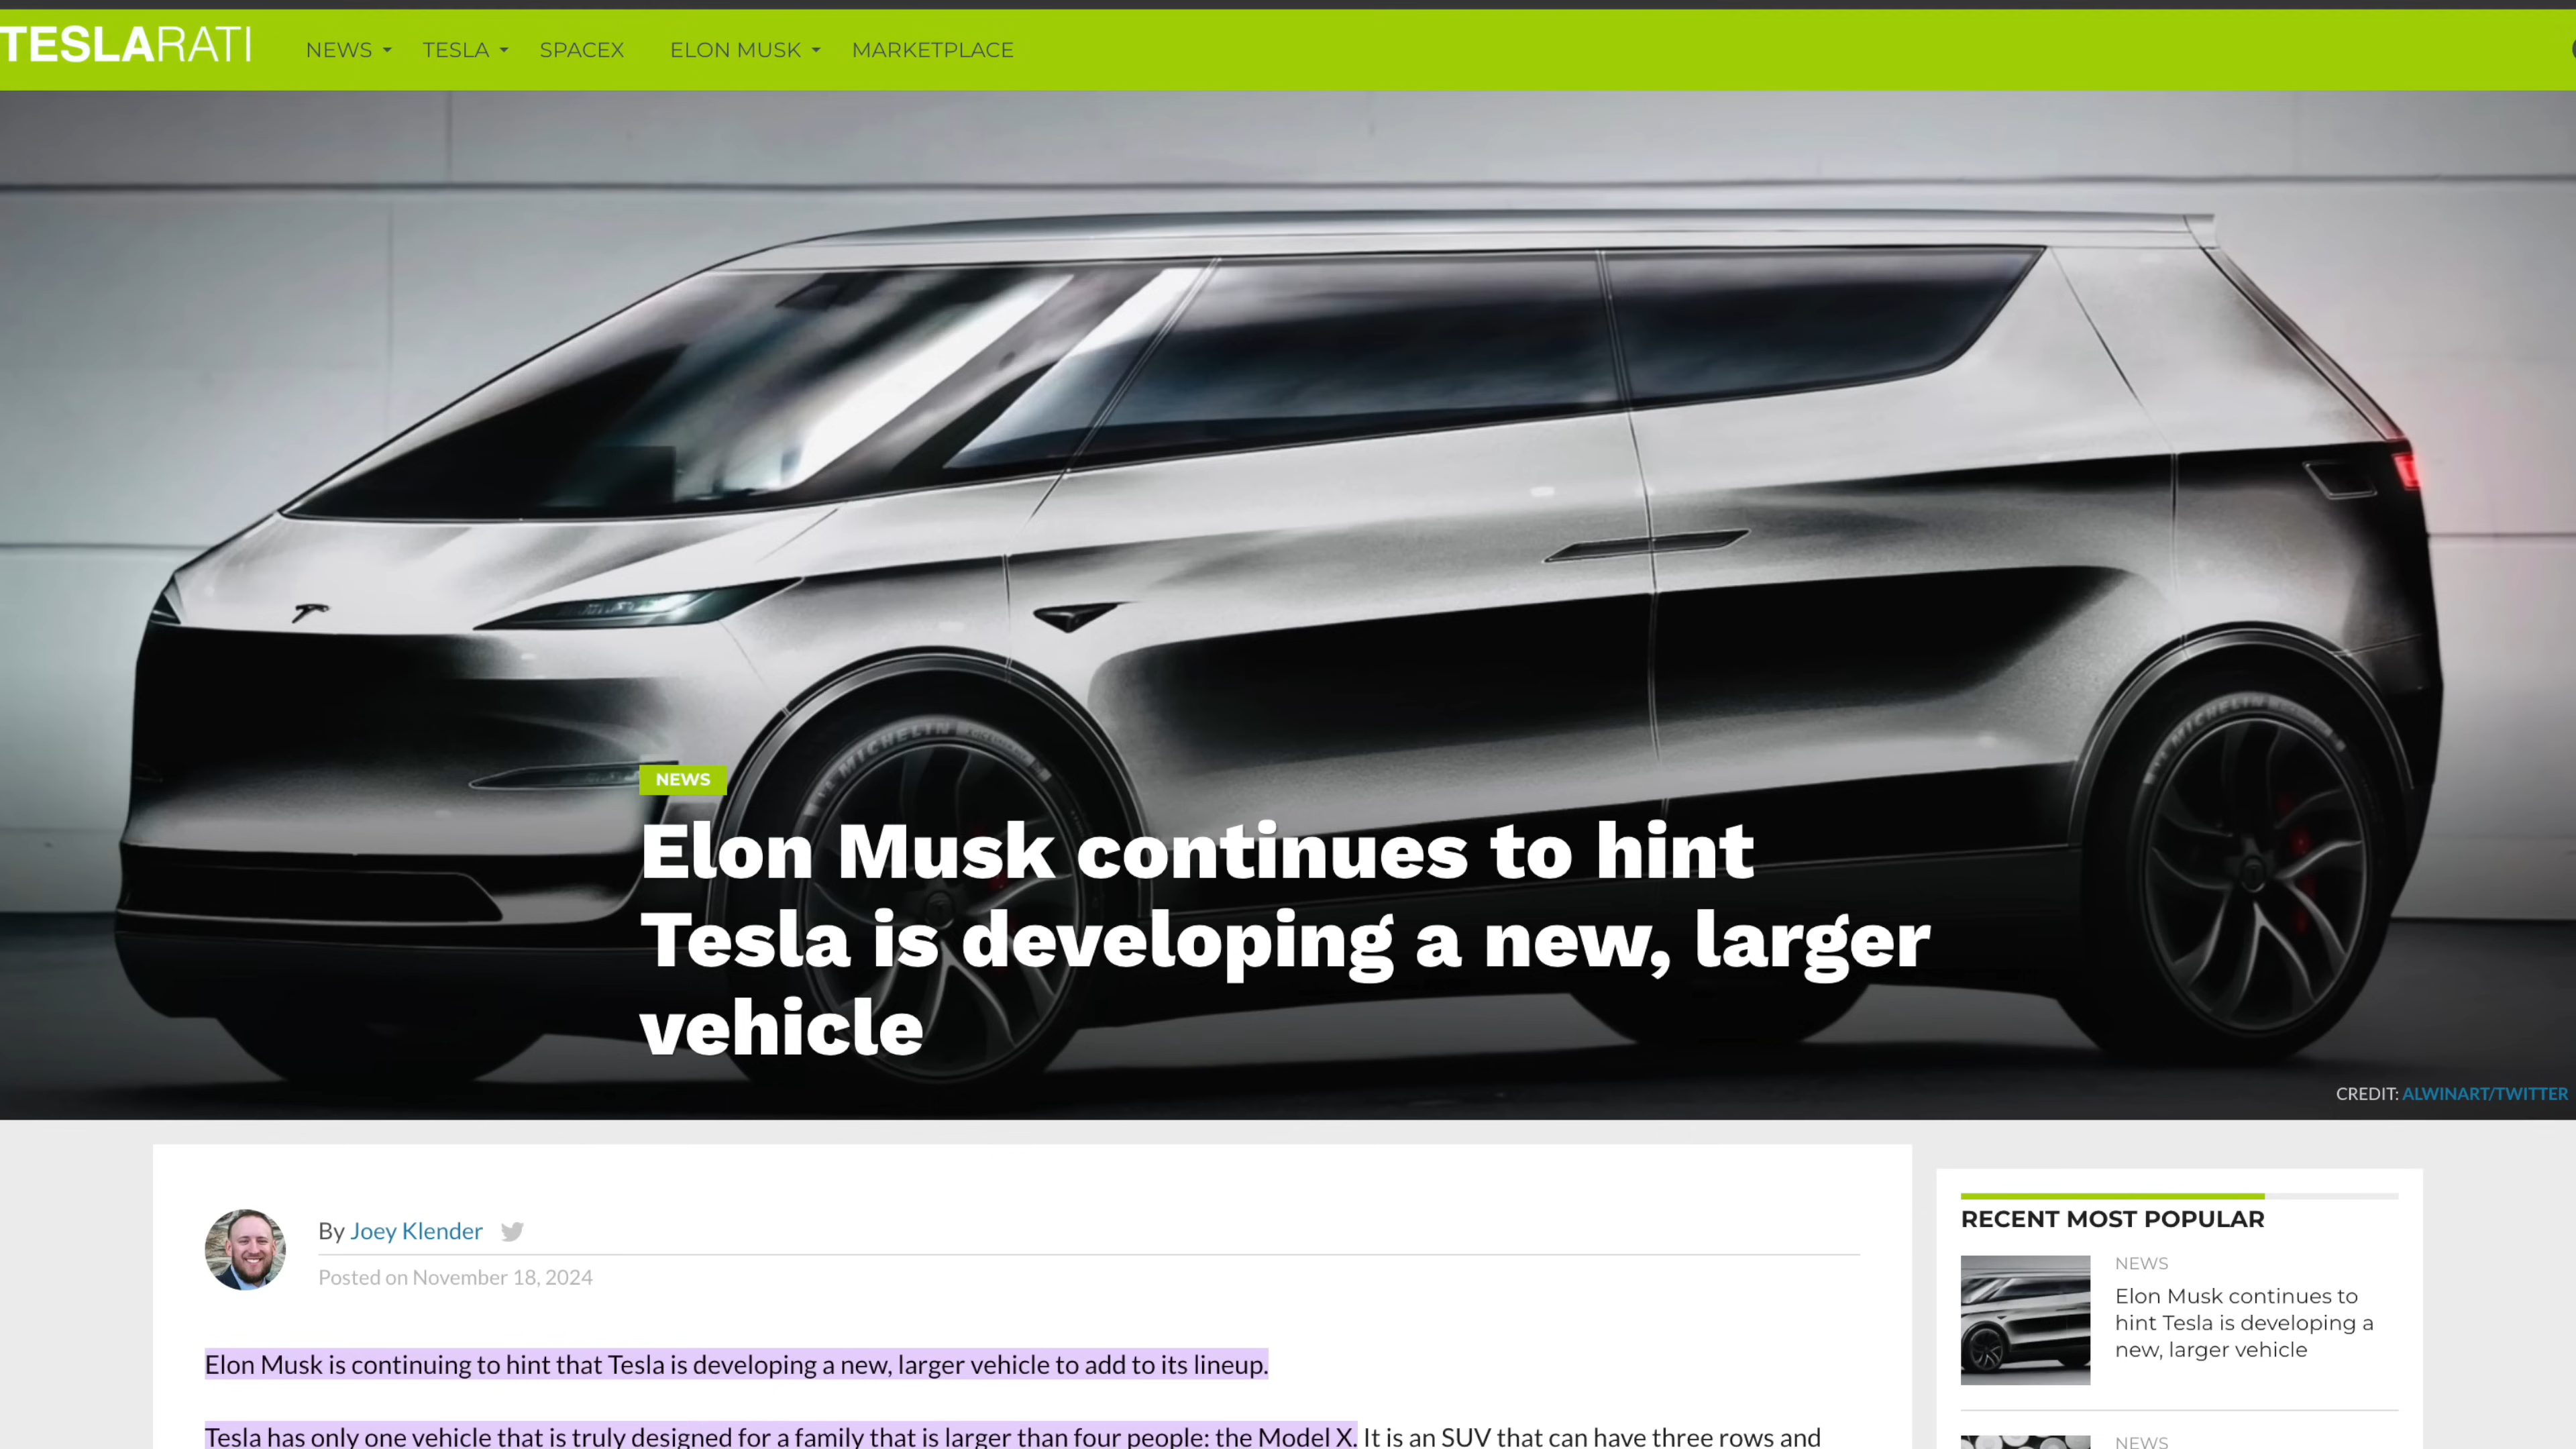 TESLARATI
NEWS TESLA SPACEX ELON MUSK MARKETPLACE
MICHELIN
MICHELIN
NEWS
Elon Musk continues to hint
Tesla is developing a new, larger
vehicle
CREDIT: ALWINART/TWITTER
By Joey Klender
Posted on November 18, 2024
Elon Musk is continuing to hint that Tesla is developing a new, larger vehicle to add to its lineup.
Tesla has only one vehicle that is truly designed for a family that is larger than four people: the Model X. It is an SUV that can have three rows and
RECENT MOST POPULAR
NEWS
Elon Musk continues to
hint Tesla is developing a
new, larger vehicle
NEWS